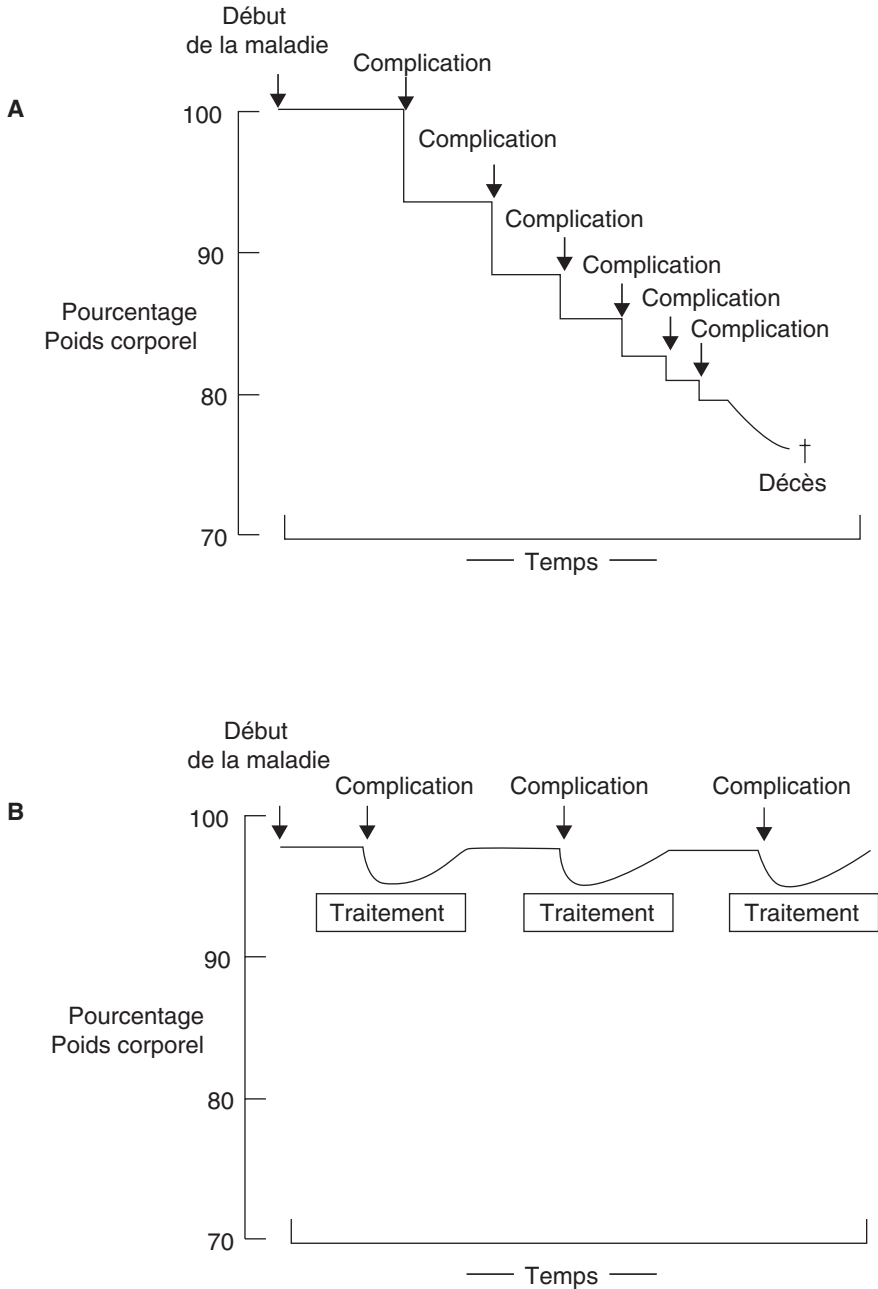 Début
de la maladie
Complication
A
100
Complication
Complication
90
Complication
Complication
Pourcentage
Poids corporel
Complication
80
Décès
70
Temps
Début
de la maladie
B
Complication
Complication
Complication
100
Traitement
Traitement
Traitement
90
Pourcentage
Poids corporel
80
70
Temps